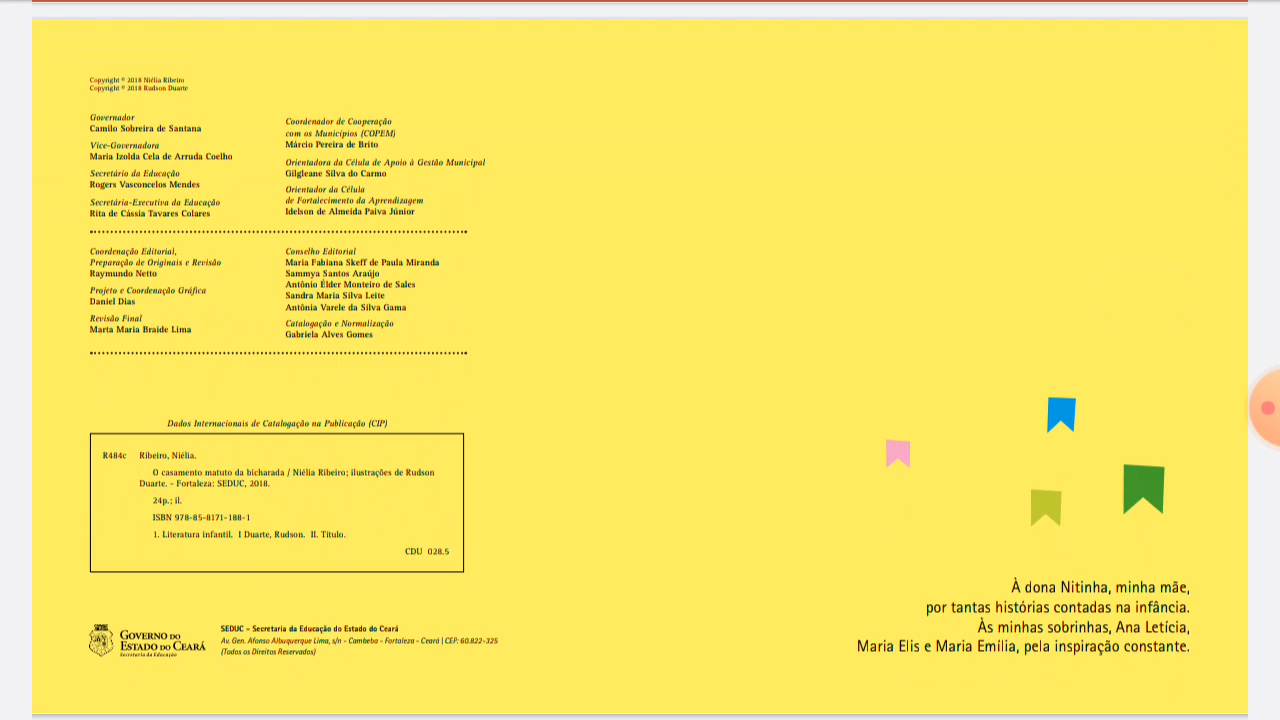 Copyright © 2018 Niélia Ribeiro
Copyright © 2018 Rudson Duarte
Governador
Camilo Sobreira de Santana
Vice-Governadora
Maria Izolda Cela de Arruda Coelho
Secretário da Educação
Rogers Vasconcelos Mendes
Secretária-Executiva da Educação
Rita de Cássia Tavares Colares
Coordenador de Cooperação
com os Municípios (COPEM)
Márcio Pereira de Brito
Orientadora da Célula de Apoio à Gestão Municipal
Gilgleane Silva do Carmo
Orientador da Célula
de Fortalecimento da Aprendizagem
Idelson de Almeida Paiva Júnior
Coordenação Editorial,
Preparação de Originais e Revisão
Raymundo Netto
Projeto e Coordenação Gráfica
Daniel Dias
Revisão Final
Marta Maria Braide Lima
Conselho Editorial
Maria Fabiana Skeff de Paula Miranda
Sammya Santos Araújo
Antônio Élder Monteiro de Sales
Sandra Maria Silva Leite
Antônia Varele da Silva Gama
Catalogação e Normalização
Gabriela Alves Gomes
Dados Internacionais de Catalogação na Publicação (CIP)
R484c Ribeiro, Niélia.
O casamento matuto da bicharada / Niélia Ribeiro; ilustrações de Rudson
Duarte. - Fortaleza: SEDUC, 2018.
24p.; il.
ISBN 978-85-8171-188-1
1. Literatura infantil. I Duarte, Rudson. II. Título.
CDU 028.5
GOVERNO DO
ESTADO DO CEARÁ
Secretaria da Educação
SEDUC - Secretaria da Educação do Estado do Ceará
Av. Gen. Afonso Albuquerque Lima, s/n - Cambeba - Fortaleza - Ceará | CEP: 60.822-325
(Todos os Direitos Reservados)
À dona Nitinha, minha mãe,
por tantas histórias contadas na infância.
Às minhas sobrinhas, Ana Letícia,
Maria Elis e Maria Emília, pela inspiração constante.